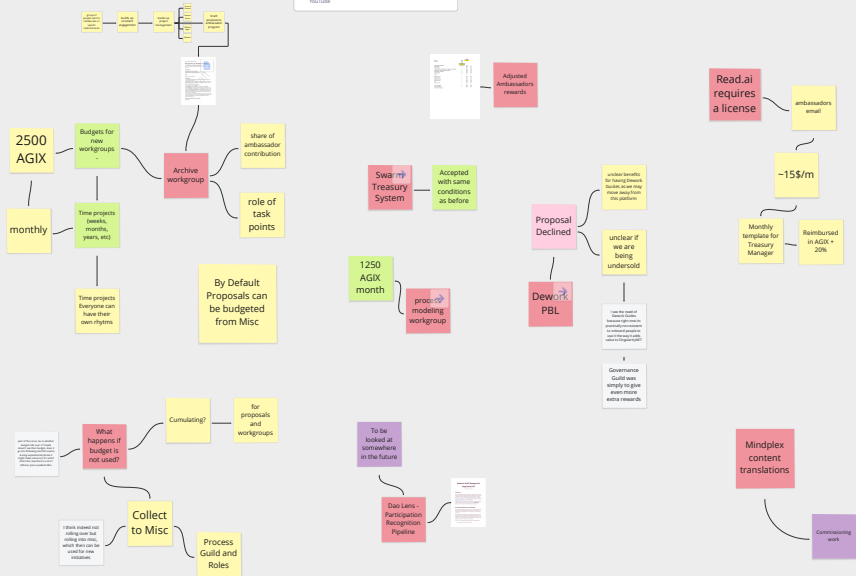 YouTube
Adjusted
Ambassadors
rewards
Read.ai
requires
a license
ambassadors
email
~15$/m
Monthly
template for
Treasury
Manager
Reimbursed
in AGIX +
20%
2500
AGIX
Budgets for
new
workgroups
-
monthly
Time projects
(weeks,
months,
years, etc)
Time projects
Everyone can
have their
own rhytms
Archive
workgroup
share of
ambassador
contribution
role of
task
points
By Default
Proposals can
be budgeted
from Misc
Swarm
Treasury
System
Accepted
with same
conditions
as before
1250
AGIX
month
process
modeling
workgroup
Proposal
Declined
unclear benefits
for having Dework
Guides as we may
move away from
this platform
unclear if
we are
being
undersold
Dework
PBL
Governance
Guild was
simply to give
even more
extra rewards
What
happens if
budget is
not used?
Cumulating?
for
proposals
and
workgroups
Collect
to Misc
I think indeed not
rolling over but
rolling into misc,
which then can be
used for new
initiatives
Process
Guild and
Roles
To be
looked at
somewhere
in the future
Dao Lens -
Participation
Recognition
Pipeline
Mindplex
content
translations
Commissioning
work